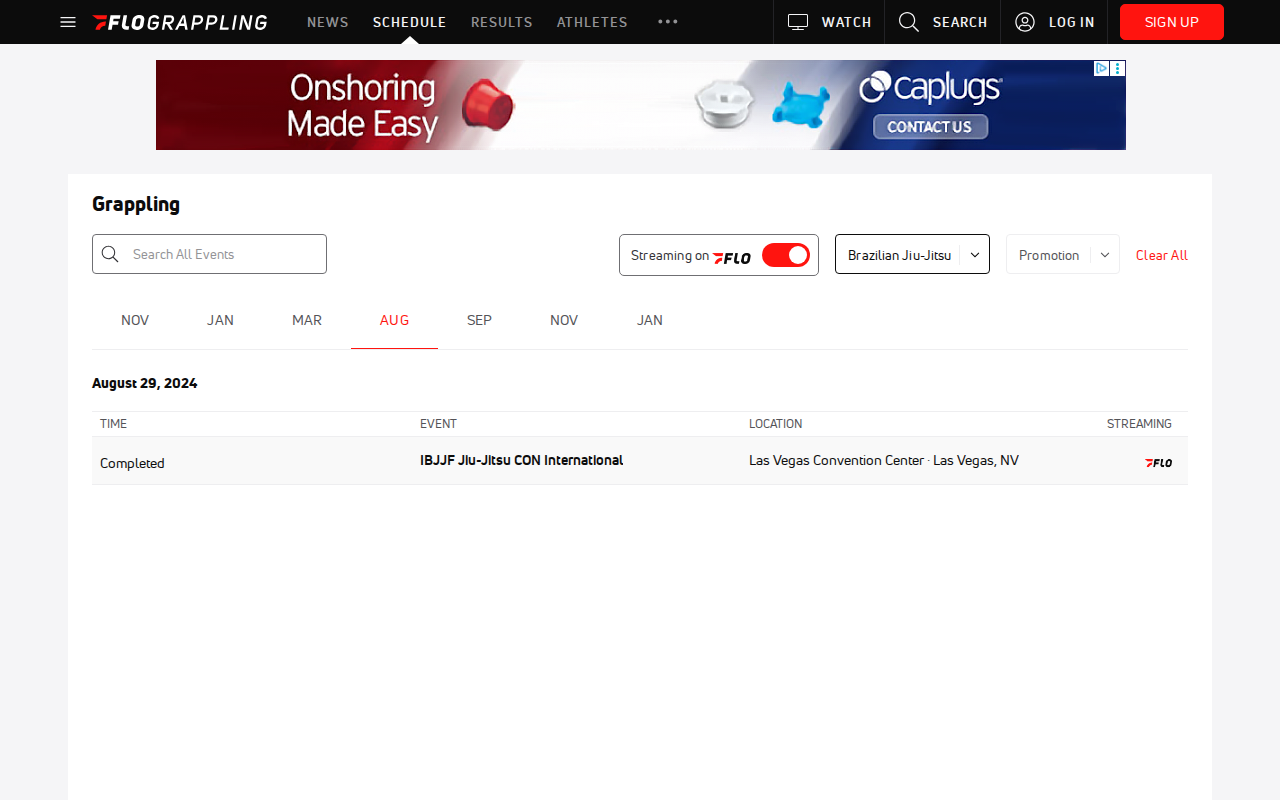 FLOGRAPPLING NEWS SCHEDULE RESULTS ATHLETES WATCH SEARCH LOG IN SIGN UP
Onshoring
Made Easy
caplugs
CONTACT US
Grappling
Search All Events
Streaming on FLO
Brazilian Jiu-Jitsu
Promotion
Clear All
NOV JAN MAR AUG SEP NOV JAN
August 29, 2024
TIME EVENT LOCATION STREAMING
Completed IBJJF Jiu-Jitsu CON International Las Vegas Convention Center · Las Vegas, NV FLO